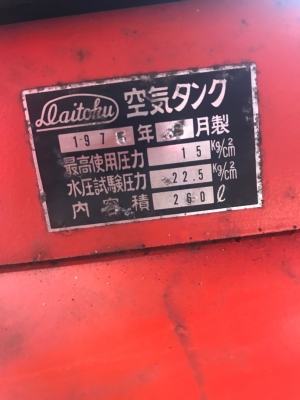 Daitoku 空気タンク
197 年 月製
最高使用圧力 15 Kg/cm²
水圧試験圧力 22.5 Kg/cm²
内容積 260 ℓ